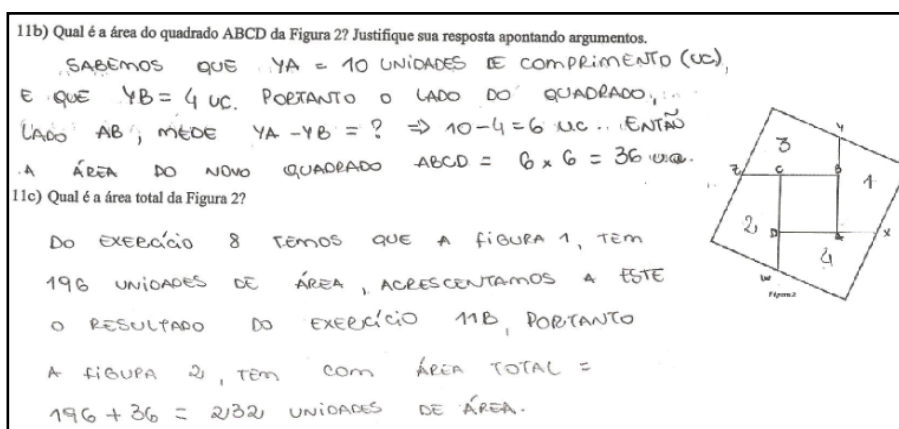 11b) Qual é a área do quadrado ABCD da Figura 2? Justifique sua resposta apontando argumentos.
SABEMOS QUE YA = 10 UNIDADES DE COMPRIMENTO (UC),
E QUE YB = 4 UC. PORTANTO O LADO DO QUADRADO,
LADO AB, MEDE YA - YB = ? ⇒ 10-4=6 UC.. ENTÃO
A ÁREA DO NOVO QUADRADO ABCD = 6 x 6 = 36 u.a.
11c) Qual é a área total da Figura 2?
DO EXERCÍCIO 8 TEMOS QUE A FIGURA 1, TEM
196 UNIDADES DE ÁREA, ACRESCENTAMOS A ESTE
O RESULTADO DO EXERCÍCIO 11B, PORTANTO
A FIGURA 2, TEM COM ÁREA TOTAL =
196 + 36 = 232 UNIDADES DE ÁREA.
Y
3
Z C B
1
2
D A X
4
W
Figura 2